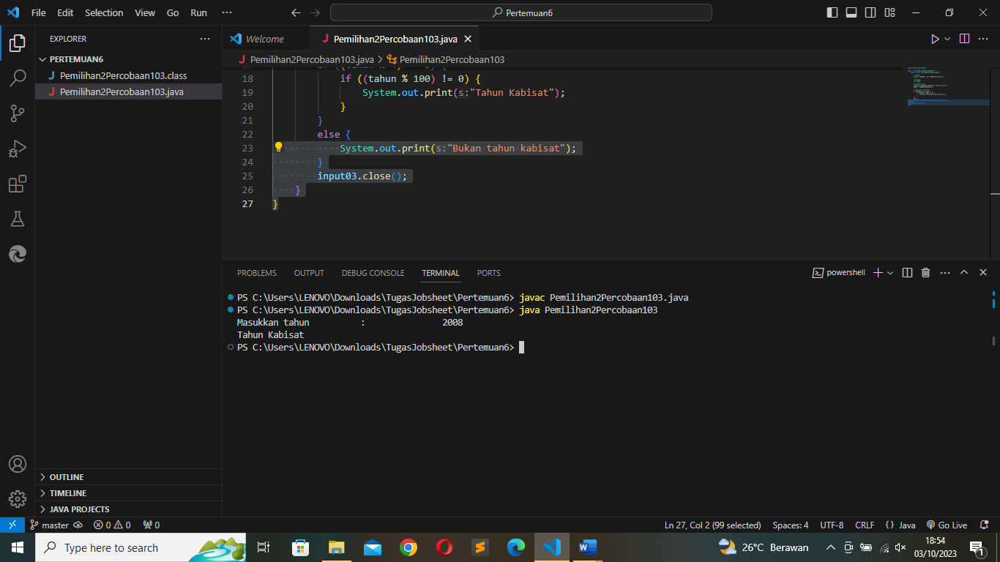 File Edit Selection View Go Run ··· Pertemuan6
EXPLORER ···
PERTEMUAN6
J Pemilihan2Percobaan103.class
J Pemilihan2Percobaan103.java
OUTLINE
TIMELINE
JAVA PROJECTS
Welcome J Pemilihan2Percobaan103.java
J Pemilihan2Percobaan103.java > Pemilihan2Percobaan103
18 if ((tahun % 100) != 0) {
19 System.out.print(s:"Tahun Kabisat");
20 }
21 }
22 else {
23 System.out.print(s:"Bukan tahun kabisat");
24 }
25 input03.close();
26 }
27 }
PROBLEMS OUTPUT DEBUG CONSOLE TERMINAL PORTS powershell
PS C:\Users\LENOVO\Downloads\TugasJobsheet\Pertemuan6> javac Pemilihan2Percobaan103.java
PS C:\Users\LENOVO\Downloads\TugasJobsheet\Pertemuan6> java Pemilihan2Percobaan103
Masukkan tahun : 2008
Tahun Kabisat
PS C:\Users\LENOVO\Downloads\TugasJobsheet\Pertemuan6>
master 0 0 0 Ln 27, Col 2 (99 selected) Spaces: 4 UTF-8 CRLF {} Java Go Live
Type here to search 26°C Berawan 18:54
03/10/2023 1